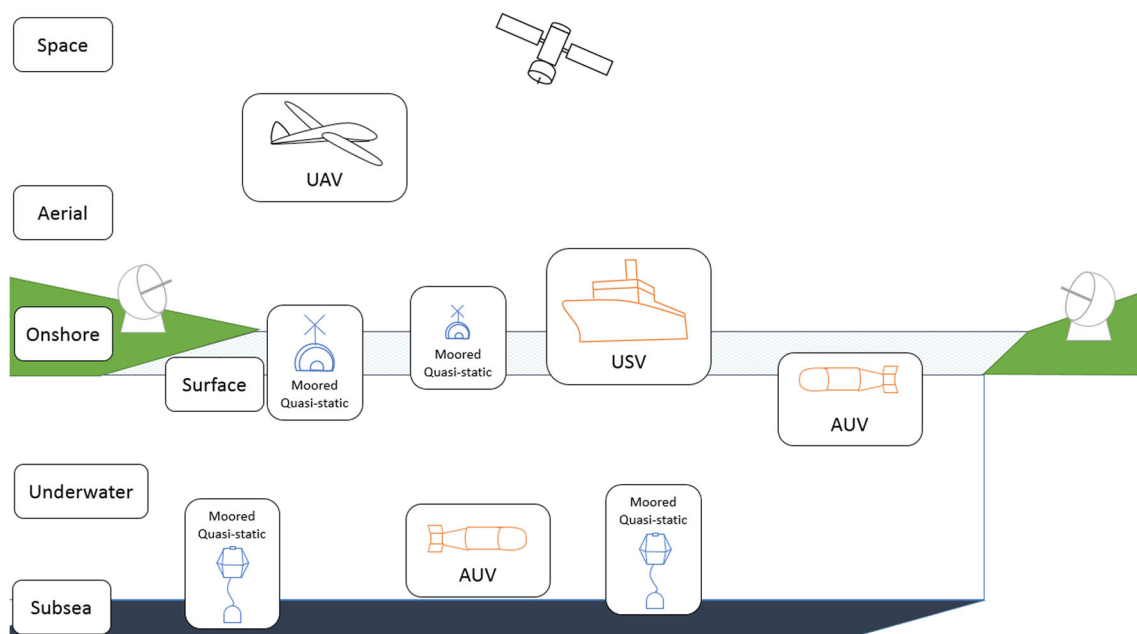 Space
UAV
Aerial
Onshore
Surface
Moored
Quasi-static
Moored
Quasi-static
USV
AUV
Underwater
Moored
Quasi-static
AUV
Moored
Quasi-static
Subsea